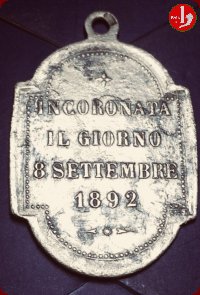 INCORONATA
IL GIORNO
8 SETTEMBRE
1892